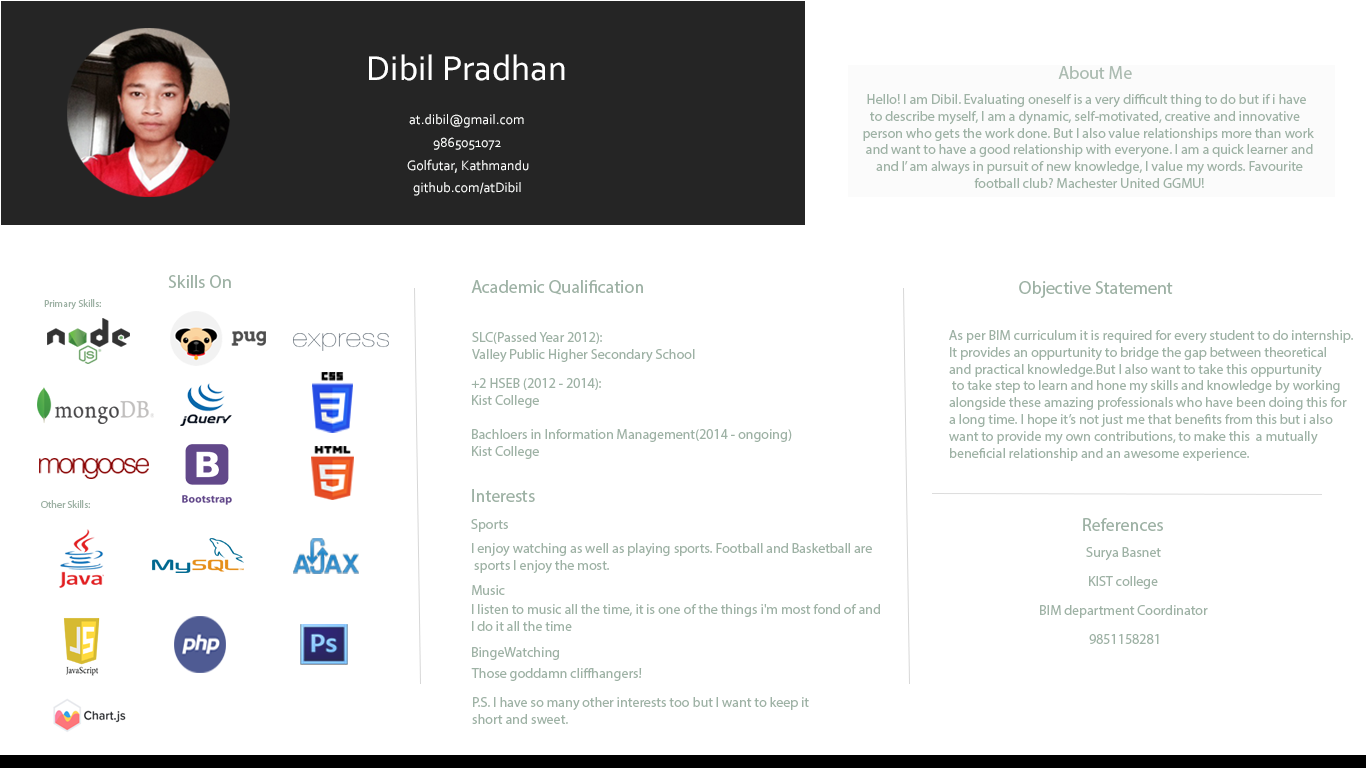 Dibil Pradhan
at.dibil@gmail.com
9865051072
Golfutar, Kathmandu
github.com/atDibil
About Me
Hello! I am Dibil. Evaluating oneself is a very difficult thing to do but if i have
to describe myself, I am a dynamic, self-motivated, creative and innovative
person who gets the work done. But I also value relationships more than work
and want to have a good relationship with everyone. I am a quick learner and
and I' am always in pursuit of new knowledge, I value my words. Favourite
football club? Machester United GGMU!
Skills On
Primary Skills:
node
JS
pug
express
mongoDB.
jQuery
CSS
3
mongoose
B
Bootstrap
HTML
5
Other Skills:
Java
MySQL
AJAX
JS
JavaScript
php
Ps
Chart.js
Academic Qualification
SLC(Passed Year 2012):
Valley Public Higher Secondary School
+2 HSEB (2012 - 2014):
Kist College
Bachloers in Information Management(2014 - ongoing)
Kist College
Interests
Sports
I enjoy watching as well as playing sports. Football and Basketball are
sports I enjoy the most.
Music
I listen to music all the time, it is one of the things i'm most fond of and
I do it all the time
BingeWatching
Those goddamn cliffhangers!
P.S. I have so many other interests too but I want to keep it
short and sweet.
Objective Statement
As per BIM curriculum it is required for every student to do internship.
It provides an oppurtunity to bridge the gap between theoretical
and practical knowledge.But I also want to take this oppurtunity
to take step to learn and hone my skills and knowledge by working
alongside these amazing professionals who have been doing this for
a long time. I hope it's not just me that benefits from this but i also
want to provide my own contributions, to make this  a mutually
beneficial relationship and an awesome experience.
References
Surya Basnet
KIST college
BIM department Coordinator
9851158281